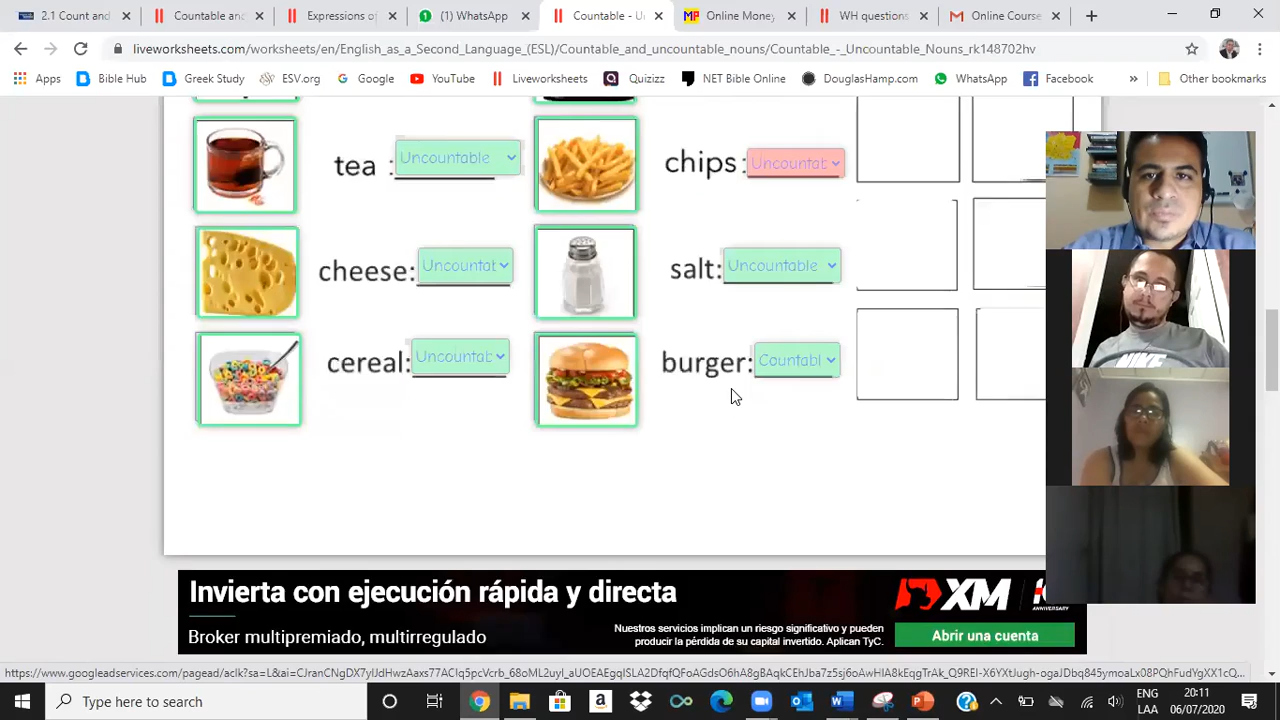 2.1 Count and
Countable and
Expressions of
(1) WhatsApp
Countable - U
Online Money
WH questions
Online Course
liveworksheets.com/worksheets/en/English_as_a_Second_Language_(ESL)/Countable_and_uncountable_nouns/Countable_-_Uncountable_Nouns_rk148702hv
Apps Bible Hub Greek Study ESV.org Google YouTube Liveworksheets Quizizz NET Bible Online DouglasHamp.com WhatsApp Facebook » Other bookmarks
tea : Uncountable
chips: Uncountat
cheese: Uncountat
salt: Uncountable
cereal: Uncountab
burger: Countabl
Invierta con ejecución rápida y directa
Broker multipremiado, multirregulado
XM
ANNIVERSARY
Nuestros servicios implican un riesgo significativo y pueden
producir la pérdida de su capital invertido. Aplican TyC.
Abrir una cuenta
Type here to search
ENG
LAA
20:11
06/07/2020